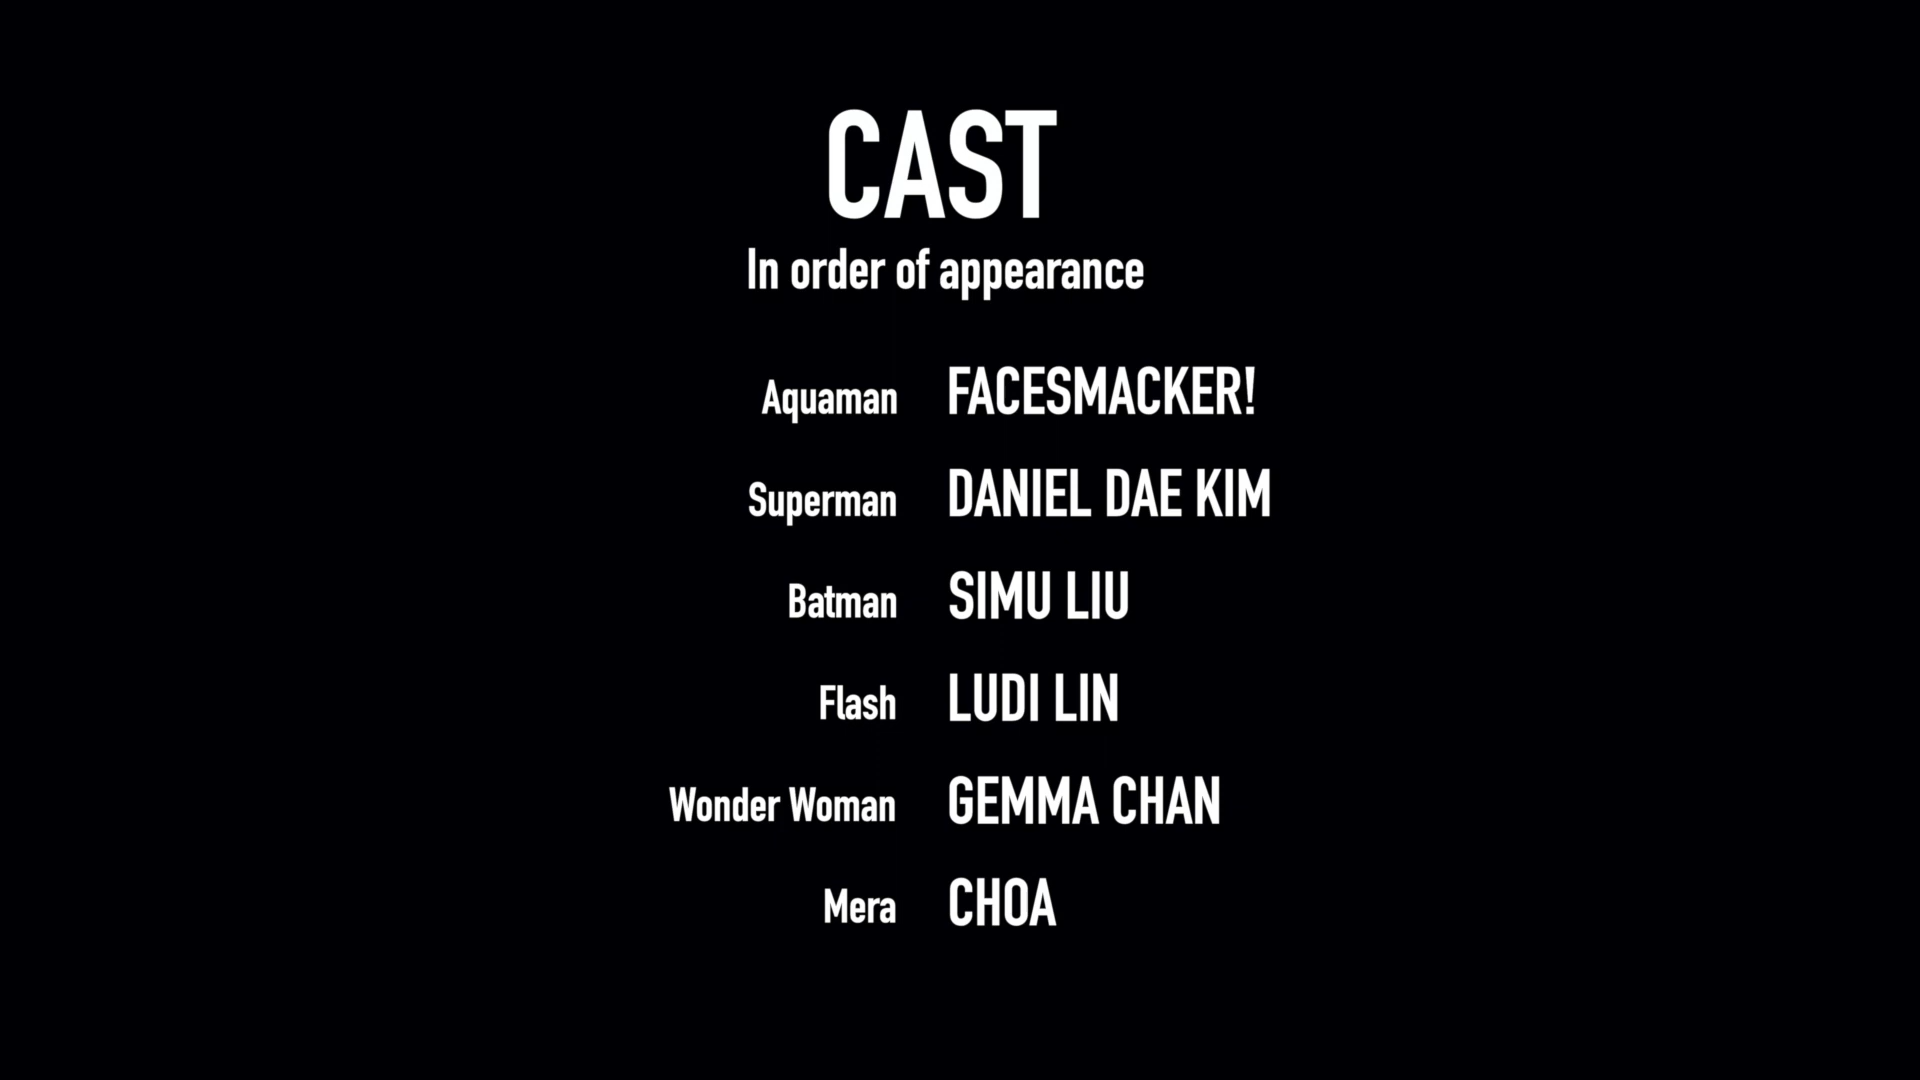 CAST
In order of appearance
Aquaman FACESMACKER!
Superman DANIEL DAE KIM
Batman SIMU LIU
Flash LUDI LIN
Wonder Woman GEMMA CHAN
Mera CHOA